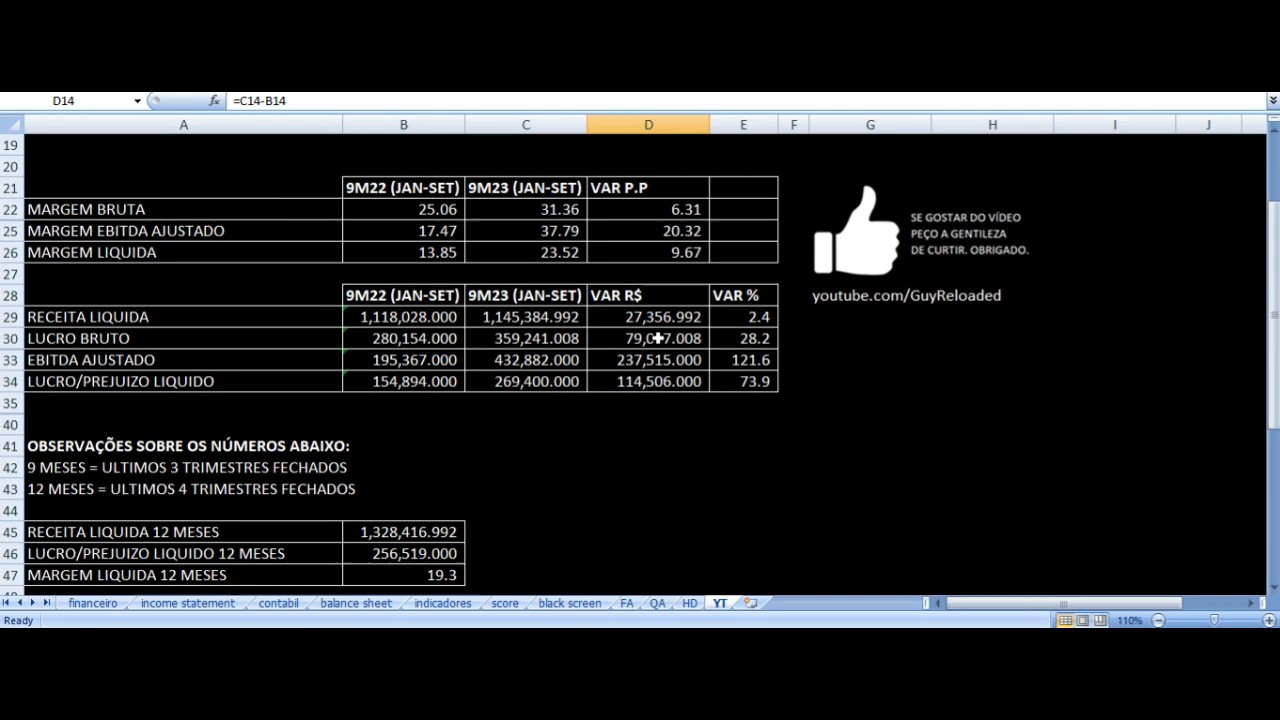 D14 =C14-B14
A B C D E F G H I J
19
20
21 9M22 (JAN-SET) 9M23 (JAN-SET) VAR P.P
22 MARGEM BRUTA 25.06 31.36 6.31
25 MARGEM EBITDA AJUSTADO 17.47 37.79 20.32
26 MARGEM LIQUIDA 13.85 23.52 9.67
27
28 9M22 (JAN-SET) 9M23 (JAN-SET) VAR R$ VAR %
29 RECEITA LIQUIDA 1,118,028.000 1,145,384.992 27,356.992 2.4
30 LUCRO BRUTO 280,154.000 359,241.008 28.2
33 EBITDA AJUSTADO 195,367.000 432,882.000 237,515.000 121.6
34 LUCRO/PREJUIZO LIQUIDO 154,894.000 269,400.000 114,506.000 73.9
35
40
41 OBSERVAÇÕES SOBRE OS NÚMEROS ABAIXO:
42 9 MESES = ULTIMOS 3 TRIMESTRES FECHADOS
43 12 MESES = ULTIMOS 4 TRIMESTRES FECHADOS
44
45 RECEITA LIQUIDA 12 MESES 1,328,416.992
46 LUCRO/PREJUIZO LIQUIDO 12 MESES 256,519.000
47 MARGEM LIQUIDA 12 MESES 19.3
SE GOSTAR DO VÍDEO
PEÇO A GENTILEZA
DE CURTIR. OBRIGADO.
youtube.com/GuyReloaded
financeiro income statement contabil balance sheet indicadores score black screen FA QA HD YT
Ready 110%